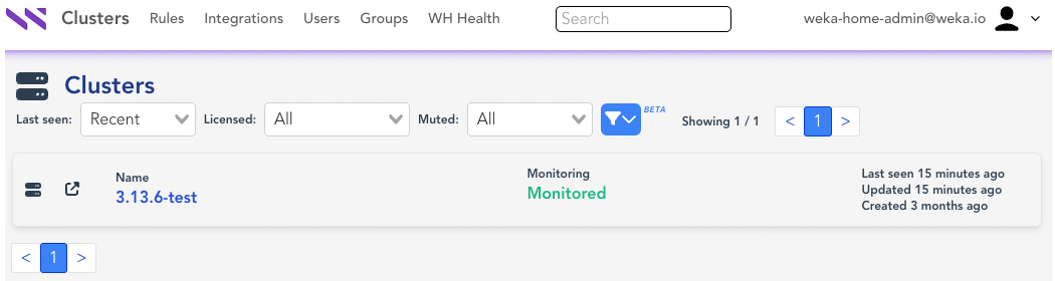 Clusters Rules Integrations Users Groups WH Health Search weka-home-admin@weka.io
Clusters
Last seen: Recent Licensed: All Muted: All BETA Showing 1 / 1 < 1 >
Name
3.13.6-test
Monitoring
Monitored
Last seen 15 minutes ago
Updated 15 minutes ago
Created 3 months ago
< 1 >